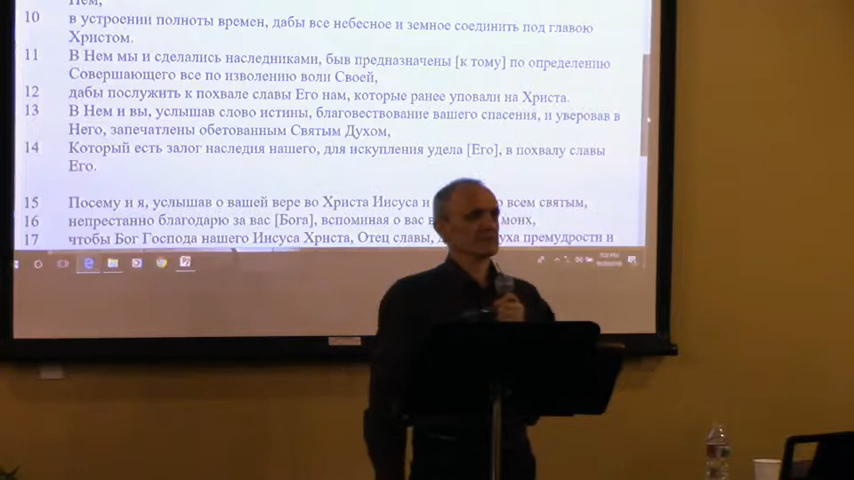 Нем,
10 в устроении полноты времен, дабы все небесное и земное соединить под главою
Христом.
11 В Нем мы и сделались наследниками, быв предназначены [к тому] по определению
Совершающего все по изволению воли Своей,
12 дабы послужить к похвале славы Его нам, которые ранее уповали на Христа.
13 В Нем и вы, услышав слово истины, благовествование вашего спасения, и уверовав в
Него, запечатлены обетованным Святым Духом,
14 Который есть залог наследия нашего, для искупления удела [Его], в похвалу славы
Его.
15 Посему и я, услышав о вашей вере во Христа Иисуса и о всем святым,
16 непрестанно благодарю за вас [Бога], вспоминая о вас в моих,
17 чтобы Бог Господа нашего Иисуса Христа, Отец славы, уха премудрости и